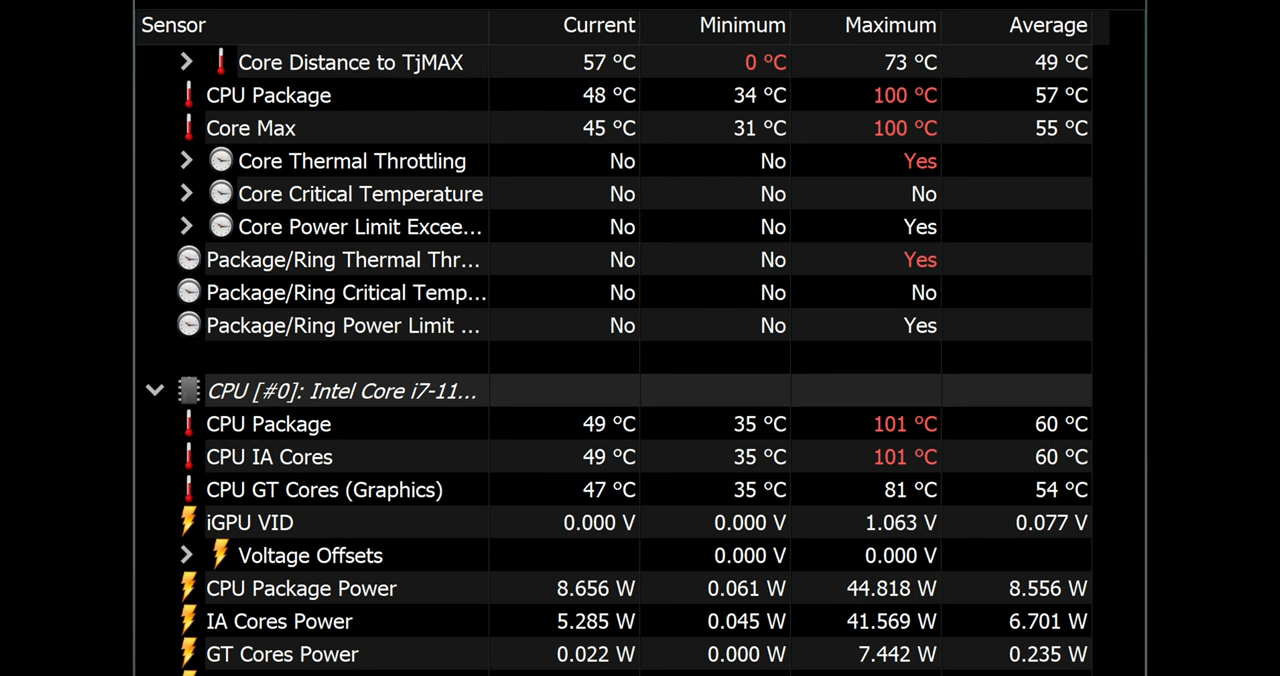 Sensor Current Minimum Maximum Average
Core Distance to TjMAX 57 °C 0 °C 73 °C 49 °C
CPU Package 48 °C 34 °C 100 °C 57 °C
Core Max 45 °C 31 °C 100 °C 55 °C
Core Thermal Throttling No No Yes
Core Critical Temperature No No No
Core Power Limit Excee... No No Yes
Package/Ring Thermal Thr... No No Yes
Package/Ring Critical Temp... No No No
Package/Ring Power Limit ... No No Yes
CPU [#0]: Intel Core i7-11...
CPU Package 49 °C 35 °C 101 °C 60 °C
CPU IA Cores 49 °C 35 °C 101 °C 60 °C
CPU GT Cores (Graphics) 47 °C 35 °C 81 °C 54 °C
iGPU VID 0.000 V 0.000 V 1.063 V 0.077 V
Voltage Offsets 0.000 V 0.000 V
CPU Package Power 8.656 W 0.061 W 44.818 W 8.556 W
IA Cores Power 5.285 W 0.045 W 41.569 W 6.701 W
GT Cores Power 0.022 W 0.000 W 7.442 W 0.235 W